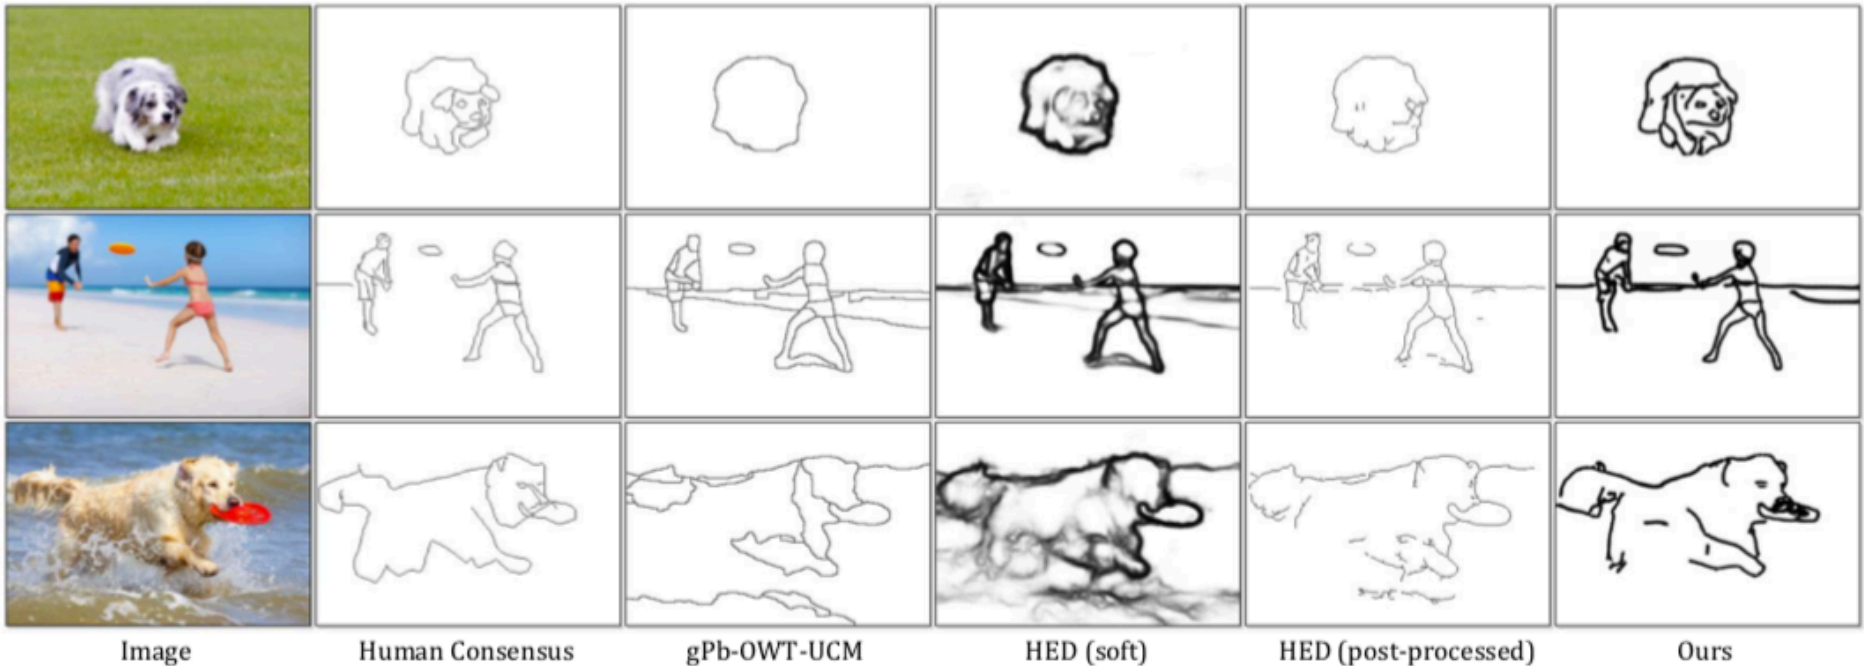 Image Human Consensus gPb-OWT-UCM HED (soft) HED (post-processed) Ours